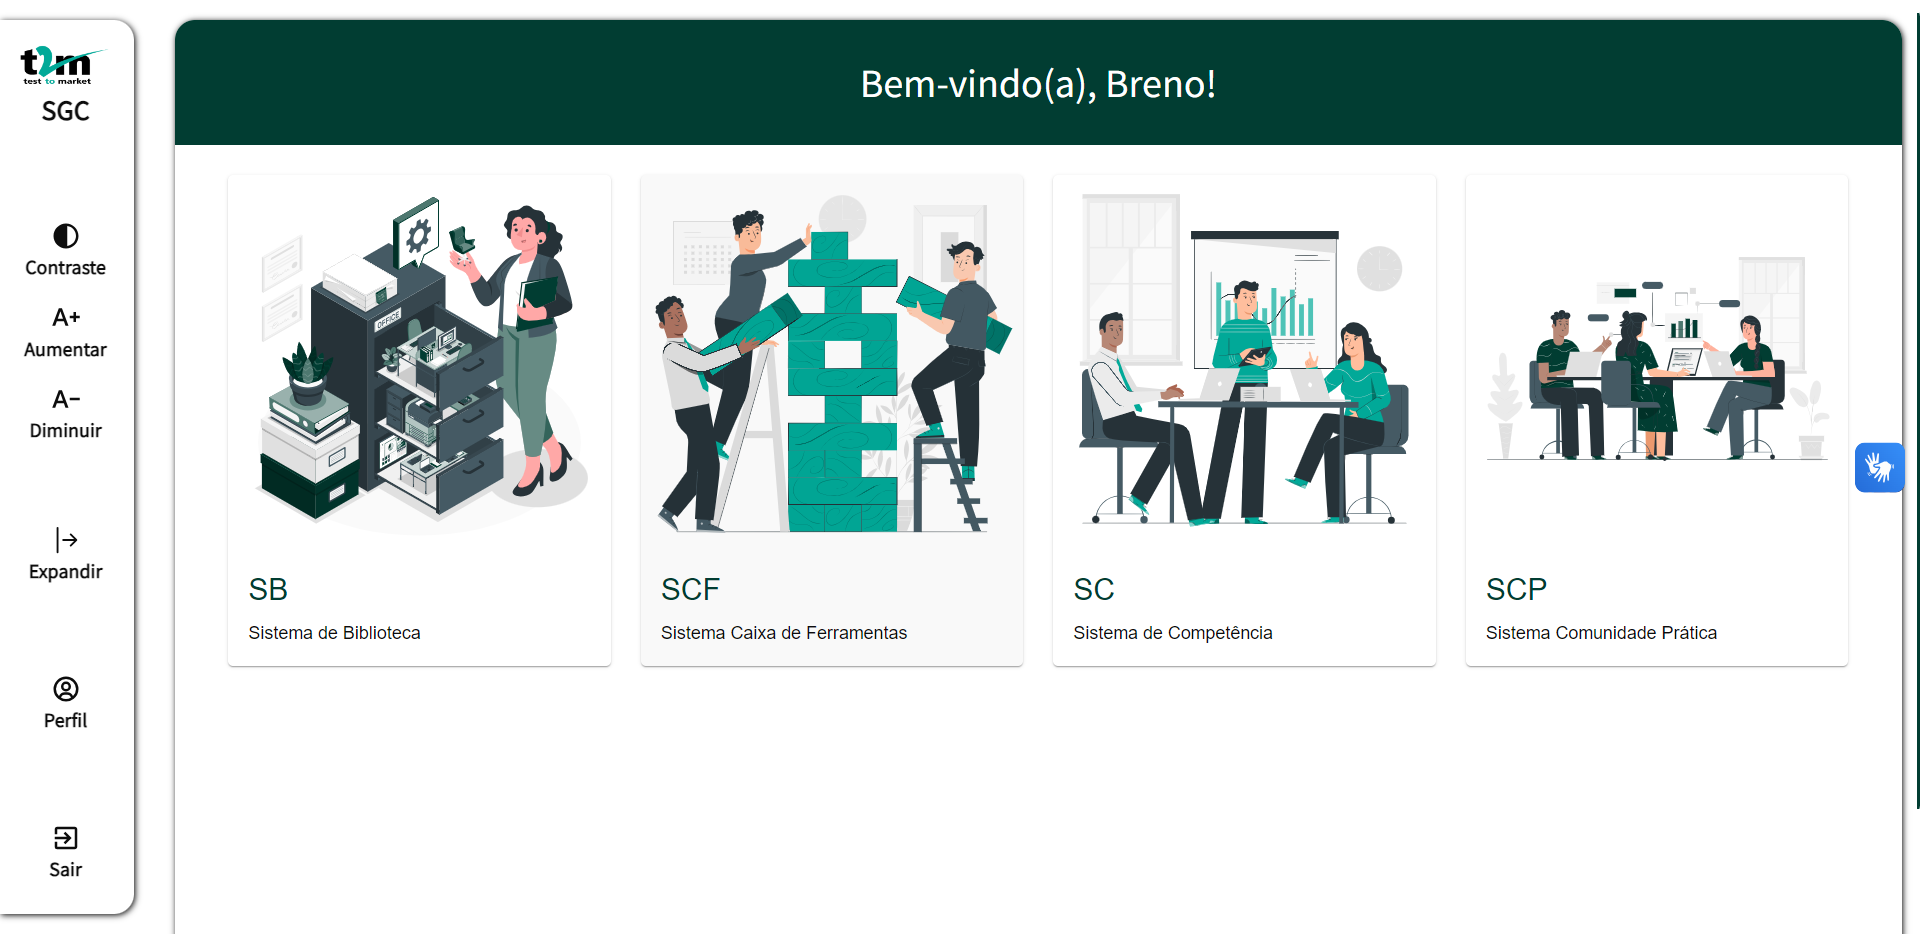 t2m
test to market
SGC
Contraste
A+
Aumentar
A-
Diminuir
Expandir
Perfil
Sair
Bem-vindo(a), Breno!
OFFICE
SB
Sistema de Biblioteca
SCF
Sistema Caixa de Ferramentas
SC
Sistema de Competência
SCP
Sistema Comunidade Prática